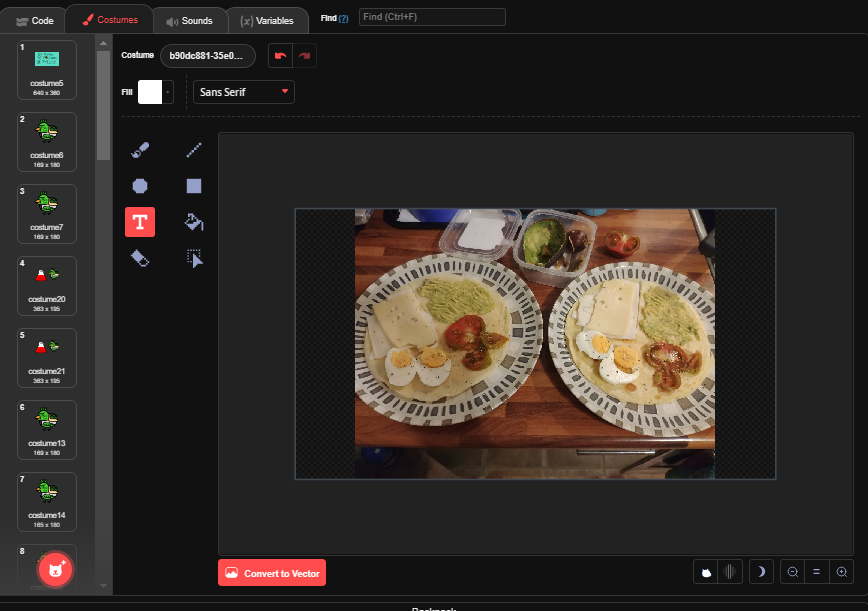 Code
Costumes
Sounds
(x) Variables
Find (?)
Find (Ctrl+F)
Costume
b90dc881-35e0...
Fill
Sans Serif
T
1
costume5
640 x 360
2
costume6
169 x 180
3
costume7
169 x 180
4
costume20
363 x 195
5
costume21
363 x 195
6
costume13
169 x 180
7
costume14
165 x 180
8
Convert to Vector
=